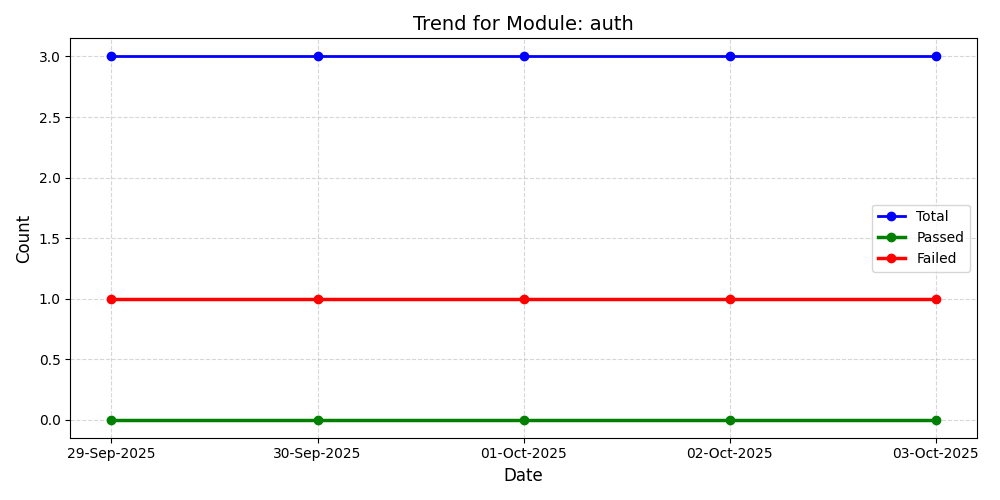 Trend for Module: auth
3.0
2.5
2.0
1.5
1.0
0.5
0.0
Count
Total
Passed
Failed
29-Sep-2025
30-Sep-2025
01-Oct-2025
02-Oct-2025
03-Oct-2025
Date